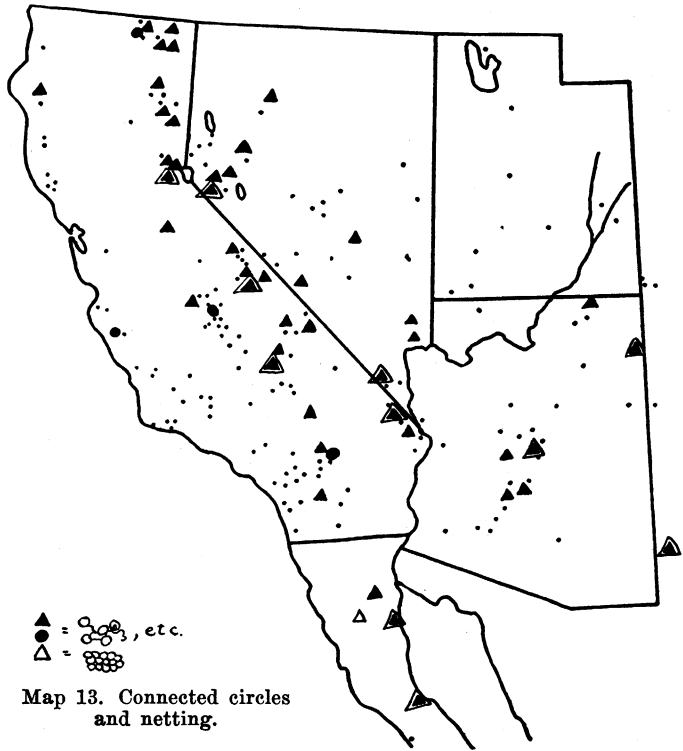 = , etc.
=
Map 13. Connected circles
and netting.